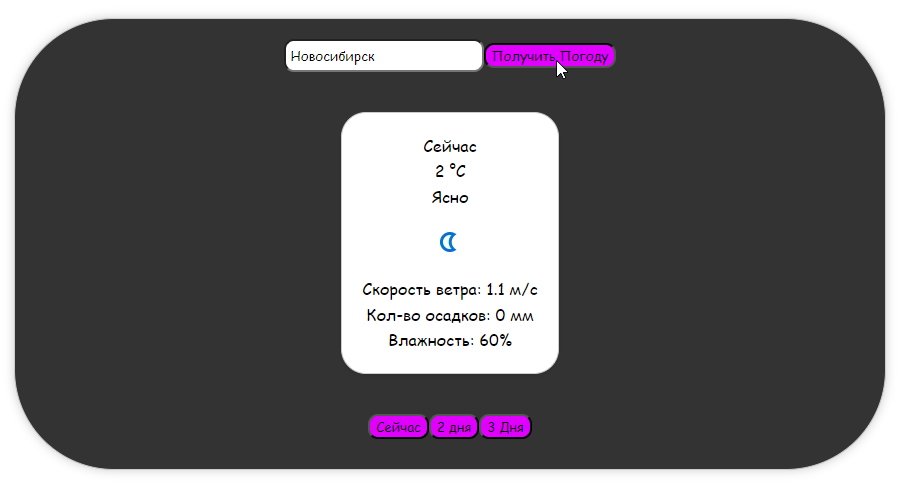 Новосибирск Получить Погоду
Сейчас
2 °C
Ясно
Скорость ветра: 1.1 м/с
Кол-во осадков: 0 мм
Влажность: 60%
Сейчас 2 дня 3 Дня